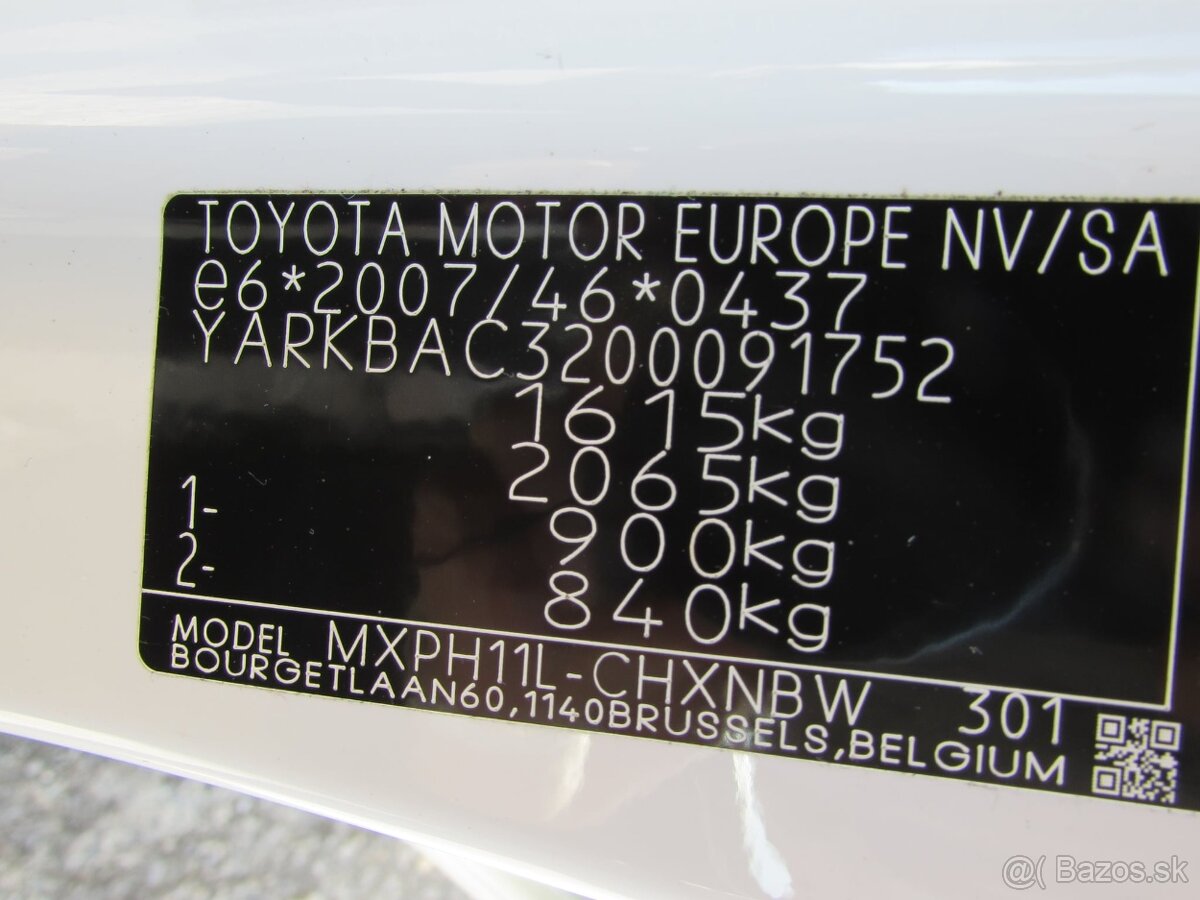 TOYOTA MOTOR EUROPE NV/SA
e6*2007/46*0437
YARKBAC3200091752
1615kg
2065kg
1- 900kg
2- 840kg
MODEL MXPH11L-CHXNBW 301
BOURGETLAAN60,1140BRUSSELS,BELGIUM
@( Bazos.sk